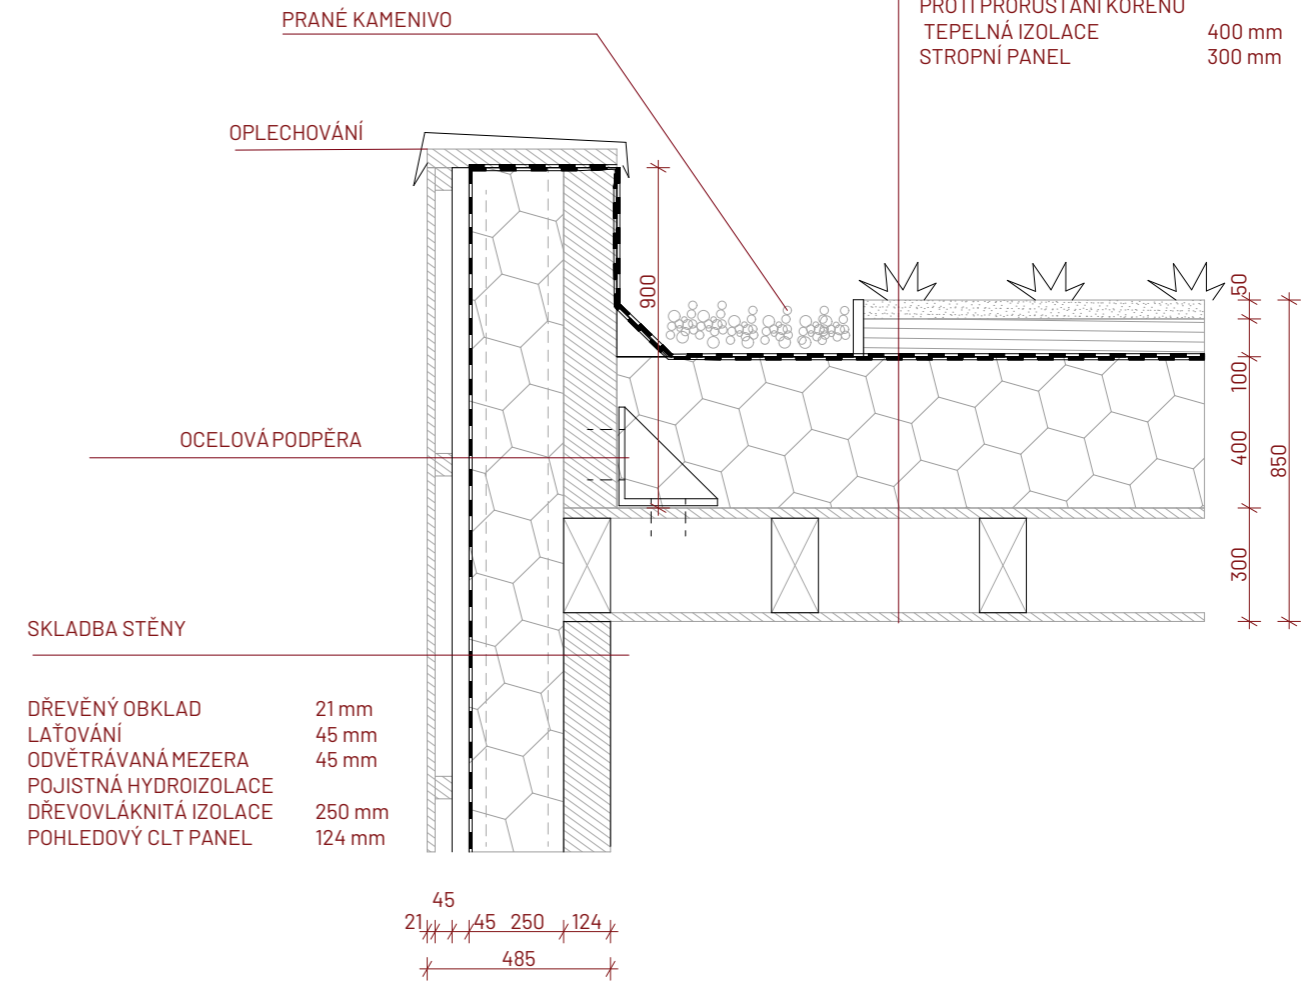 PRANÉ KAMENIVO
PROTI PRORŮSTÁNÍ KOŘENŮ
TEPELNÁ IZOLACE 400 mm
STROPNÍ PANEL 300 mm
OPLECHOVÁNÍ
900
50
100
400
850
300
OCELOVÁ PODPĚRA
SKLADBA STĚNY
DŘEVĚNÝ OBKLAD 21 mm
LAŤOVÁNÍ 45 mm
ODVĚTRÁVANÁ MEZERA 45 mm
POJISTNÁ HYDROIZOLACE
DŘEVOVLÁKNITÁ IZOLACE 250 mm
POHLEDOVÝ CLT PANEL 124 mm
45
21 45 250 124
485